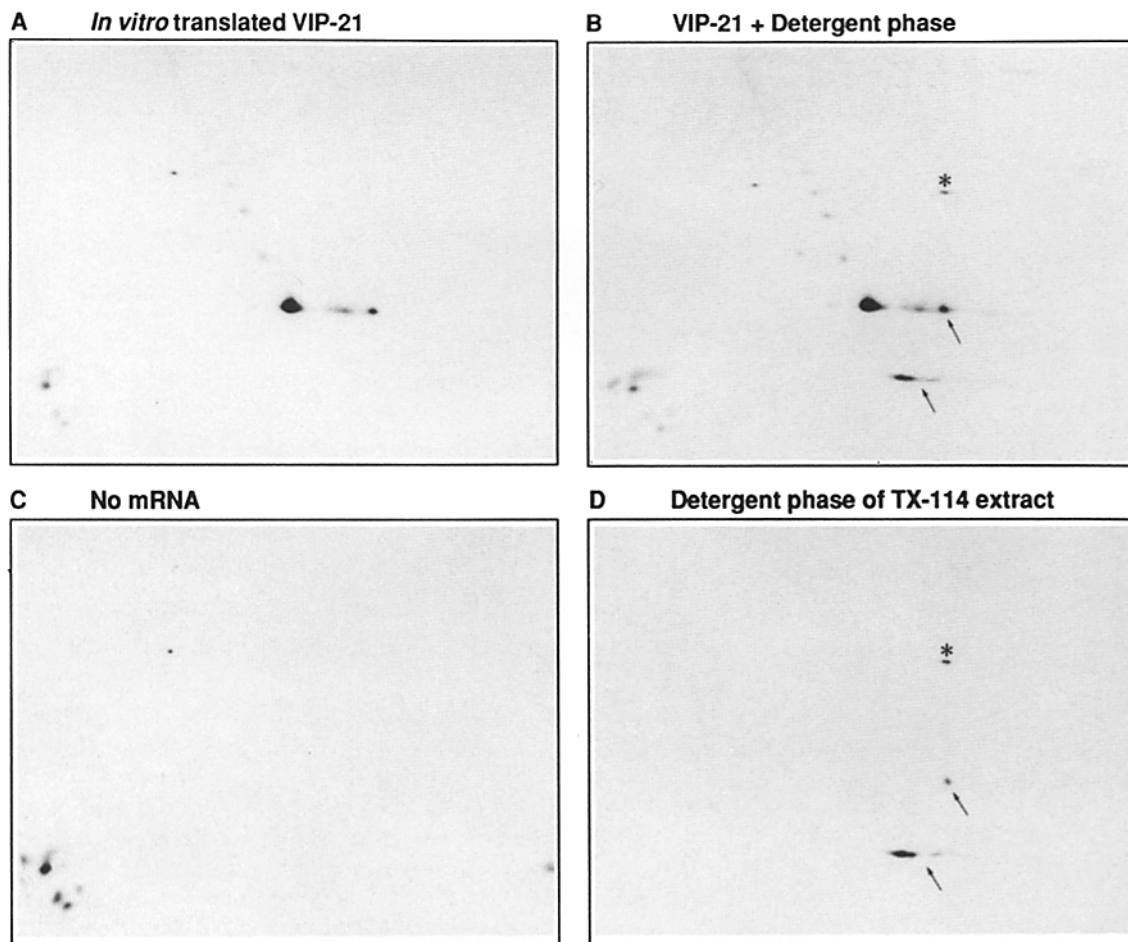 A In vitro translated VIP-21
B VIP-21 + Detergent phase
*
C No mRNA
D Detergent phase of TX-114 extract
*